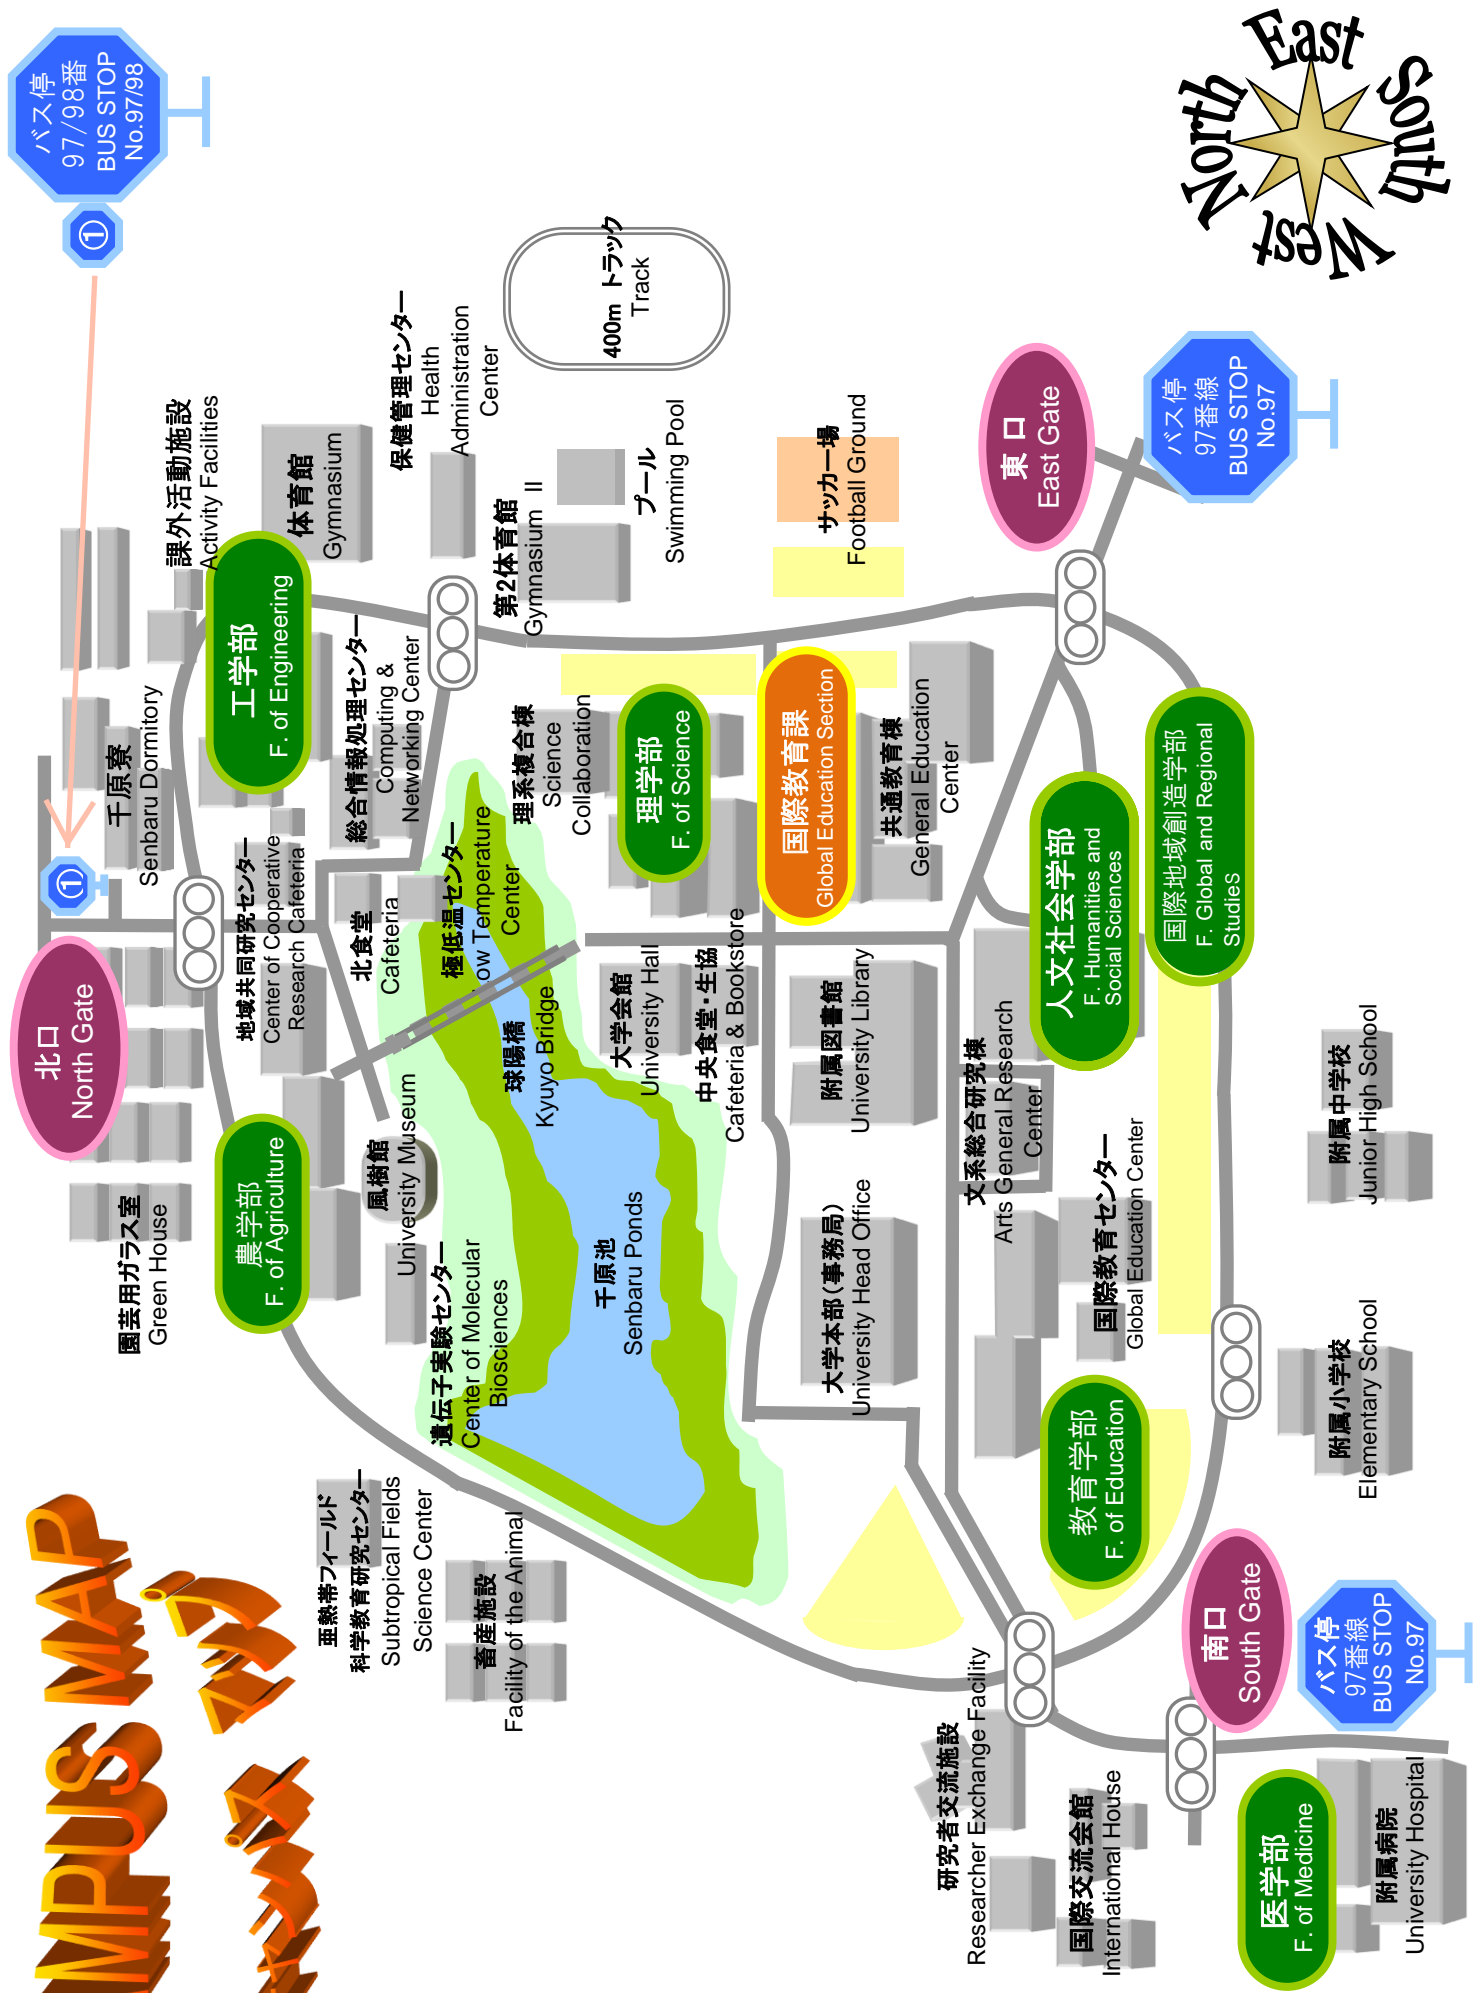 MPUS MAP
バス停
97/98番
BUS STOP
No.97/98
①
①
North
East
South
West
北口
North Gate
千原寮
Senbaru Dormitory
課外活動施設
Activity Facilities
工学部
F. of Engineering
体育館
Gymnasium
保健管理センター
Health
Administration
Center
400m トラック
Track
第2体育館
Gymnasium II
プール
Swimming Pool
サッカー場
Football Ground
東口
East Gate
バス停
97番線
BUS STOP
No.97
園芸用ガラス室
Green House
農学部
F. of Agriculture
地域共同研究センター
Center of Cooperative
Research Cafeteria
総合情報処理センター
Computing &
Networking Center
北食堂
Cafeteria
極低温センター
Low Temperature
Center
理系複合棟
Science
Collaboration
理学部
F. of Science
国際教育課
Global Education Section
共通教育棟
General Education
Center
風樹館
University Museum
遺伝子実験センター
Center of Molecular
Biosciences
球陽橋
Kyuyo Bridge
千原池
Senbaru Ponds
大学会館
University Hall
中央食堂・生協
Cafeteria & Bookstore
附属図書館
University Library
大学本部(事務局)
University Head Office
文系総合研究棟
Arts General Research
Center
人文社会学部
F. Humanities and
Social Sciences
国際地域創造学部
F. Global and Regional
Studies
国際教育センター
Global Education Center
教育学部
F. of Education
附属中学校
Junior High School
附属小学校
Elementary School
亜熱帯フィールド
科学教育研究センター
Subtropical Fields
Science Center
畜産施設
Facility of the Animal
研究者交流施設
Researcher Exchange Facility
国際交流会館
International House
南口
South Gate
バス停
97番線
BUS STOP
No.97
医学部
F. of Medicine
附属病院
University Hospital